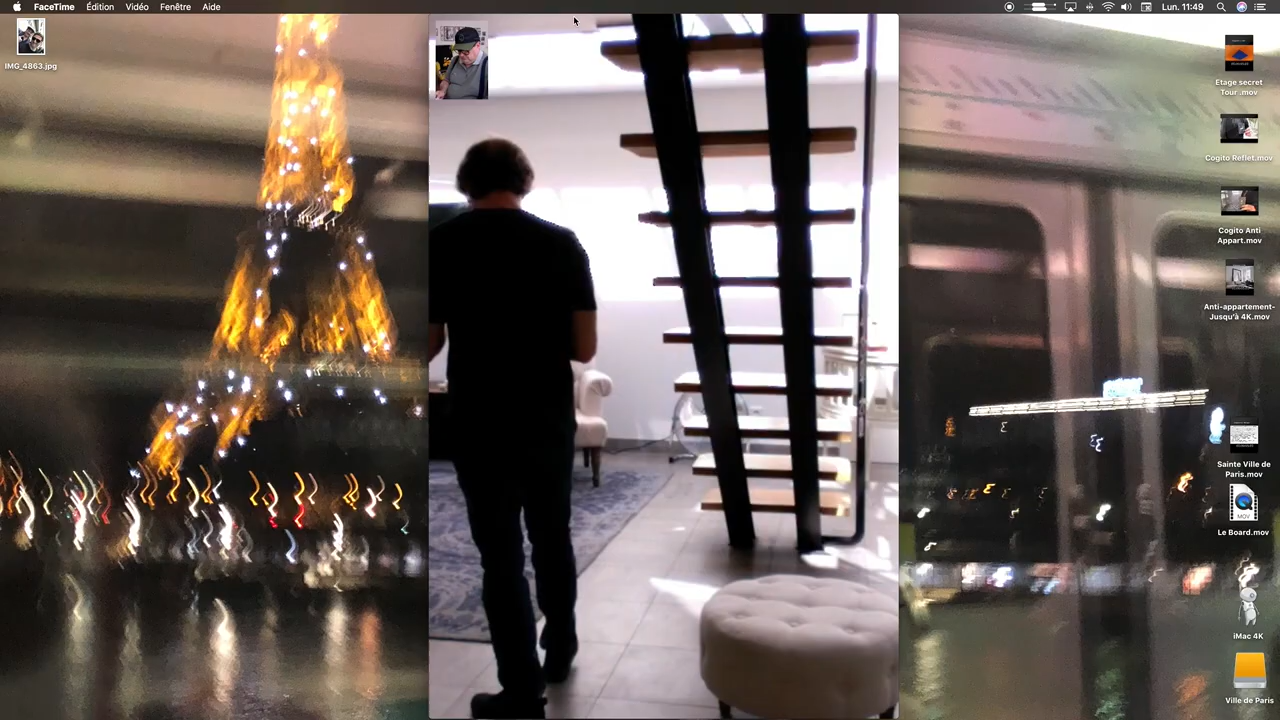 FaceTime Édition Vidéo Fenêtre Aide
Lun. 11:49
IMG_4863.jpg
Etage secret
Tour .mov
Cogito Reflet.mov
Cogito Anti
Appart.mov
Anti-appartement-
Jusqu'à 4K.mov
Sainte Ville de
Paris.mov
MOV
Le Board.mov
iMac 4K
Ville de Paris